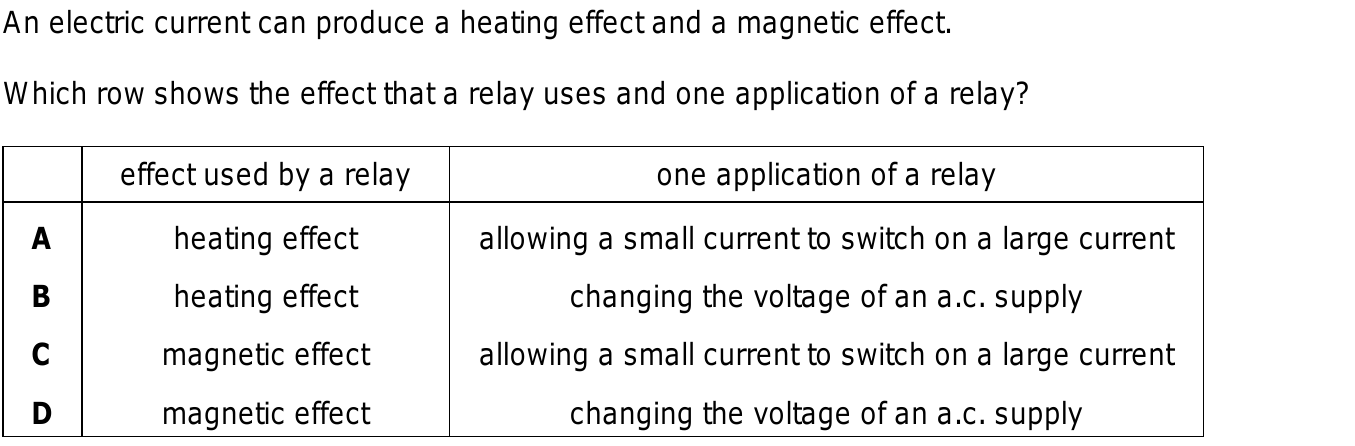 An electric current can produce a heating effect and a magnetic effect.
Which row shows the effect that a relay uses and one application of a relay?
effect used by a relay one application of a relay
A heating effect allowing a small current to switch on a large current
B heating effect changing the voltage of an a.c. supply
C magnetic effect allowing a small current to switch on a large current
D magnetic effect changing the voltage of an a.c. supply